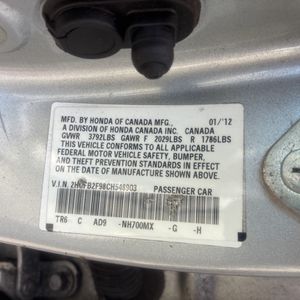 MFD. BY HONDA OF CANADA MFG., 01/'12
A DIVISION OF HONDA CANADA INC. CANADA
GVWR 3792LBS GAWR F 2029LBS R 1786LBS
THIS VEHICLE CONFORMS TO ALL APPLICABLE
FEDERAL MOTOR VEHICLE SAFETY, BUMPER,
AND THEFT PREVENTION STANDARDS IN EFFECT
ON THE DATE OF MANUFACTURE SHOWN ABOVE.
V.I.N. PASSENGER CAR
TR6 C AD9 -NH700MX -G -H